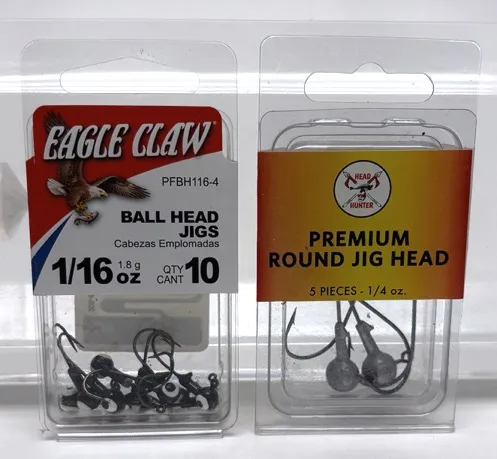 EAGLE CLAW®
PFBH116-4
BALL HEAD
JIGS
Cabezas Emplomadas
1/16 oz
1.8 g
QTY
CANT 10
HEAD
HUNTER
PREMIUM
ROUND JIG HEAD
5 PIECES - 1/4 oz.